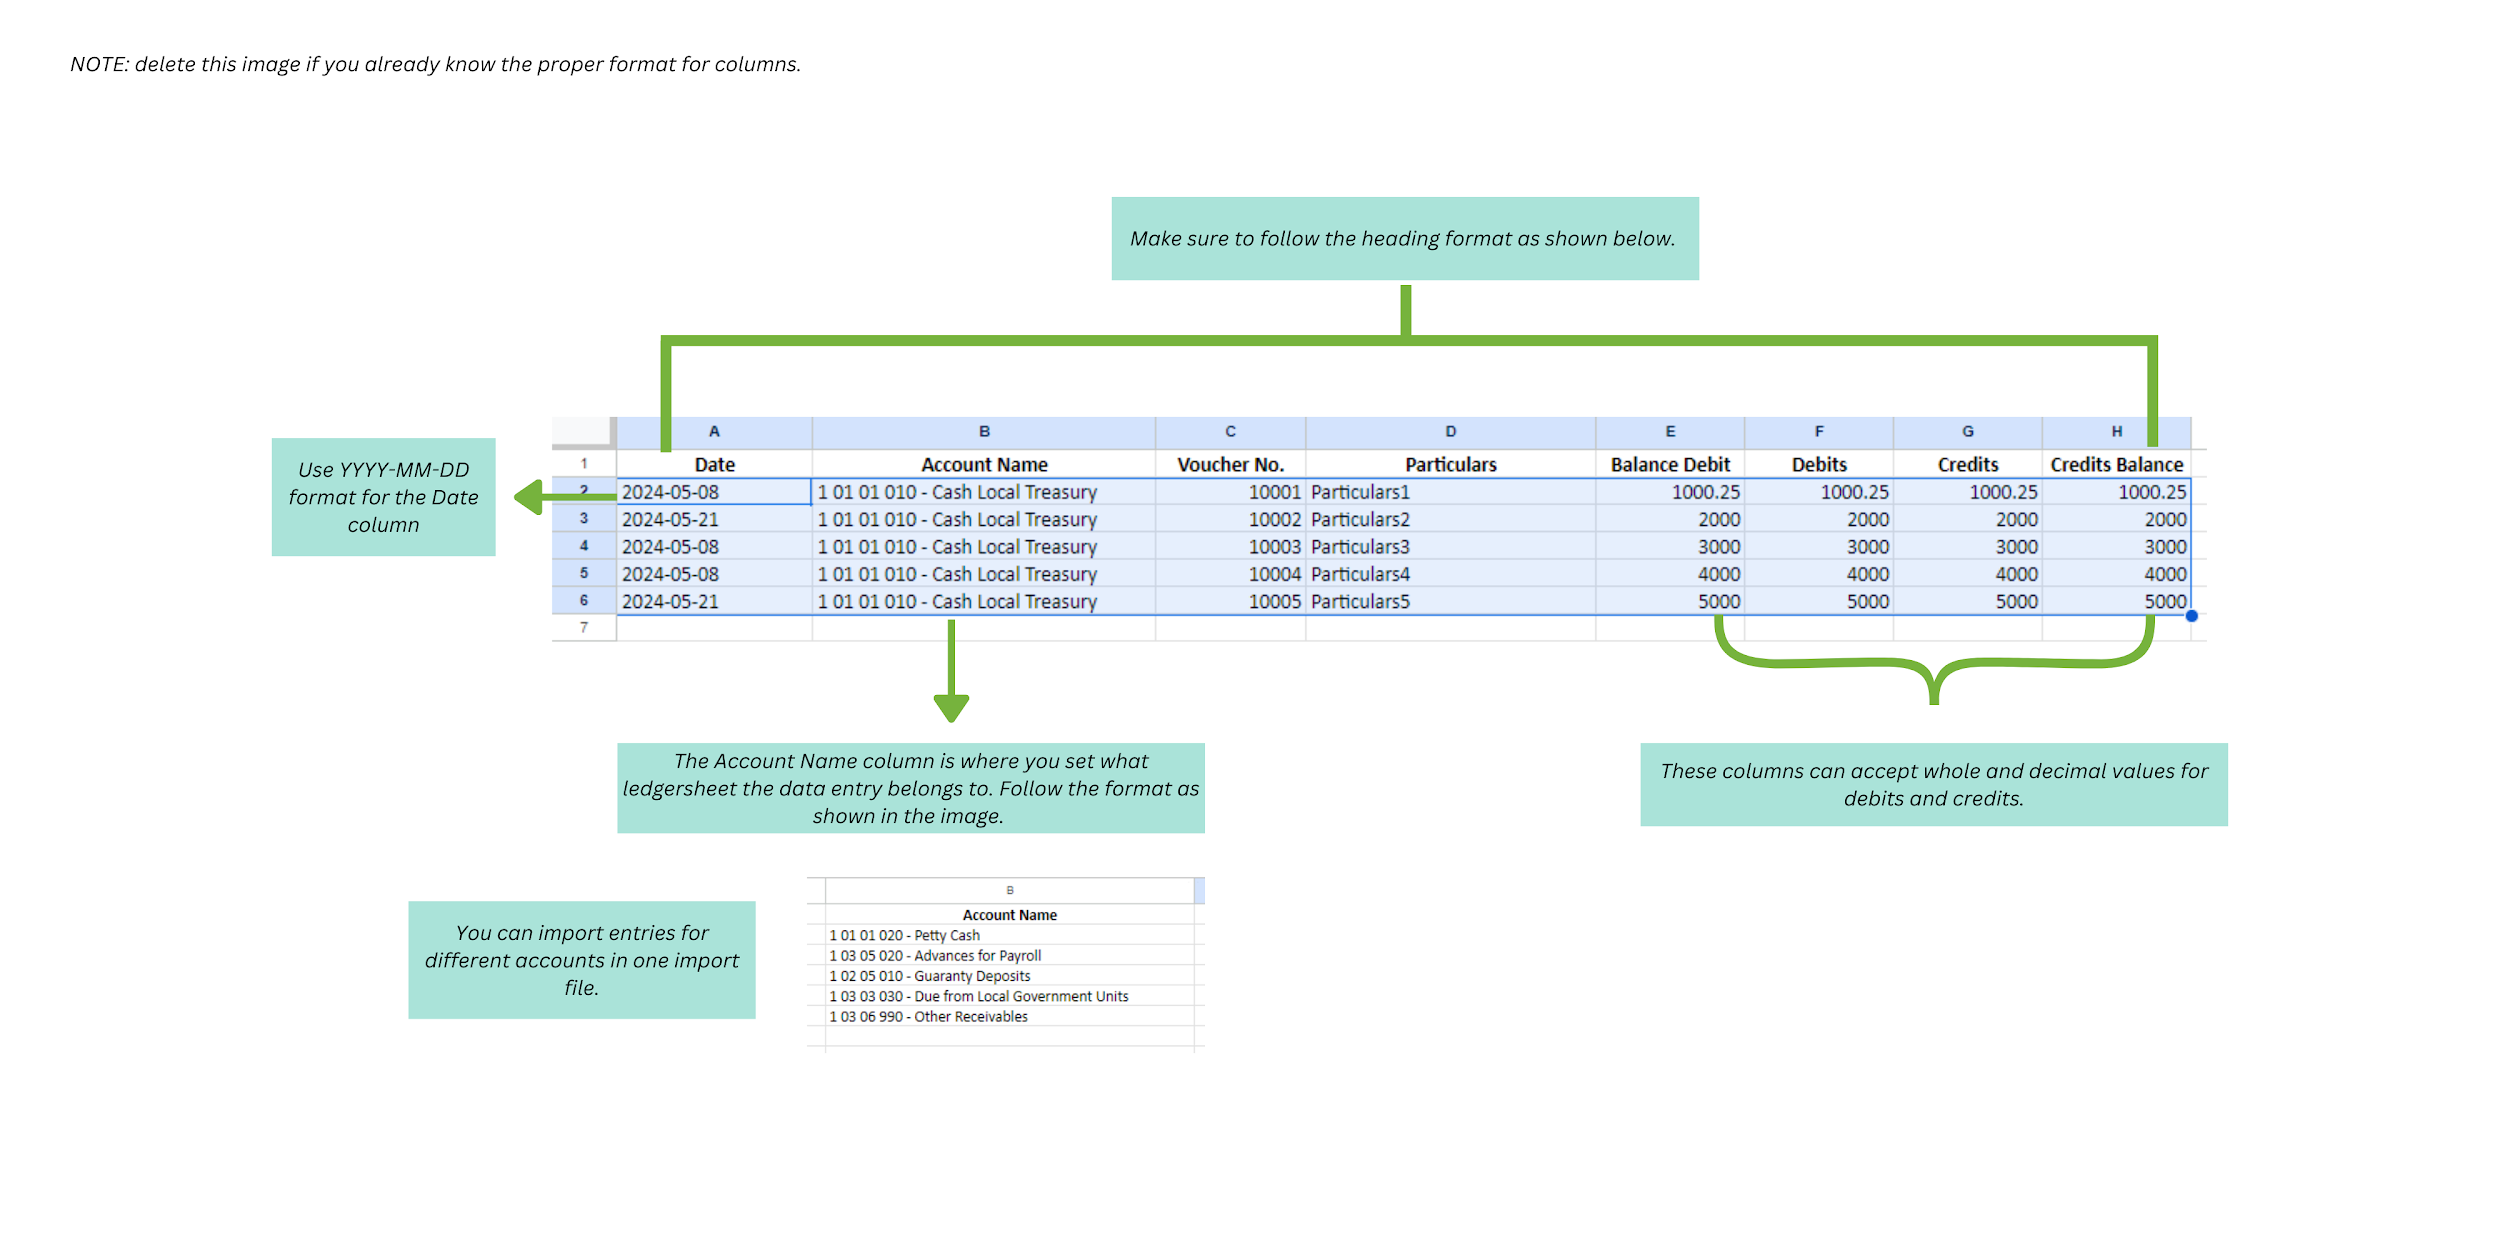 NOTE: delete this image if you already know the proper format for columns.
Make sure to follow the heading format as shown below.
Use YYYY-MM-DD
format for the Date
column
A B C D E F G H
1 Date Account Name Voucher No. Particulars Balance Debit Debits Credits Credits Balance
2 2024-05-08 1 01 01 010 - Cash Local Treasury 10001 Particulars1 1000.25 1000.25 1000.25 1000.25
3 2024-05-21 1 01 01 010 - Cash Local Treasury 10002 Particulars2 2000 2000 2000 2000
4 2024-05-08 1 01 01 010 - Cash Local Treasury 10003 Particulars3 3000 3000 3000 3000
5 2024-05-08 1 01 01 010 - Cash Local Treasury 10004 Particulars4 4000 4000 4000 4000
6 2024-05-21 1 01 01 010 - Cash Local Treasury 10005 Particulars5 5000 5000 5000 5000
7
The Account Name column is where you set what
ledgersheet the data entry belongs to. Follow the format as
shown in the image.
These columns can accept whole and decimal values for
debits and credits.
You can import entries for
different accounts in one import
file.
B
Account Name
1 01 01 020 - Petty Cash
1 03 05 020 - Advances for Payroll
1 02 05 010 - Guaranty Deposits
1 03 03 030 - Due from Local Government Units
1 03 06 990 - Other Receivables